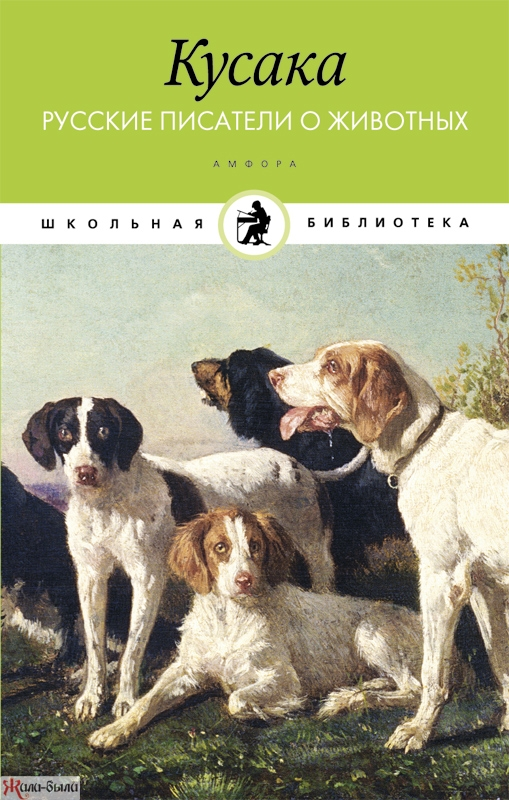 Кусака
РУССКИЕ ПИСАТЕЛИ О ЖИВОТНЫХ
АМФОРА
ШКОЛЬНАЯ БИБЛИОТЕКА
Жили-были